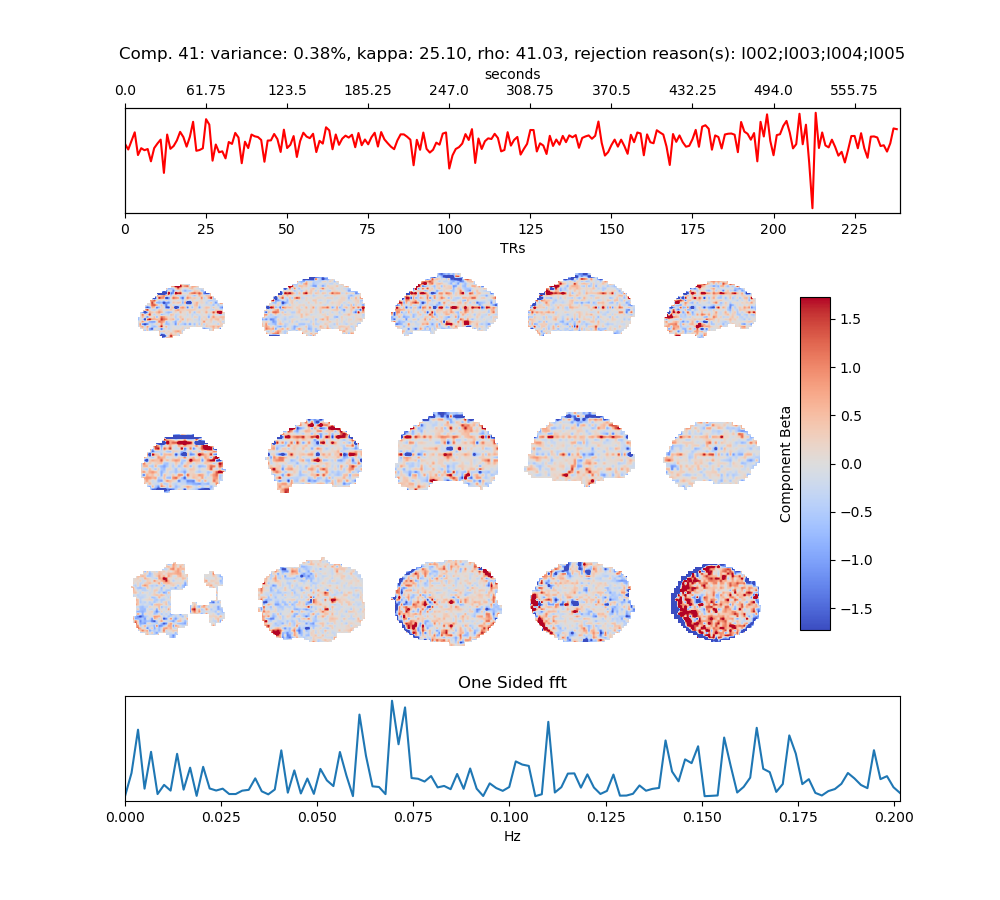 Comp. 41: variance: 0.38%, kappa: 25.10, rho: 41.03, rejection reason(s): I002;I003;I004;I005
seconds
0.0 61.75 123.5 185.25 247.0 308.75 370.5 432.25 494.0 555.75
0 25 50 75 100 125 150 175 200 225
TRs
1.5
1.0
0.5
0.0
−0.5
−1.0
−1.5
Component Beta
One Sided fft
0.000 0.025 0.050 0.075 0.100 0.125 0.150 0.175 0.200
Hz